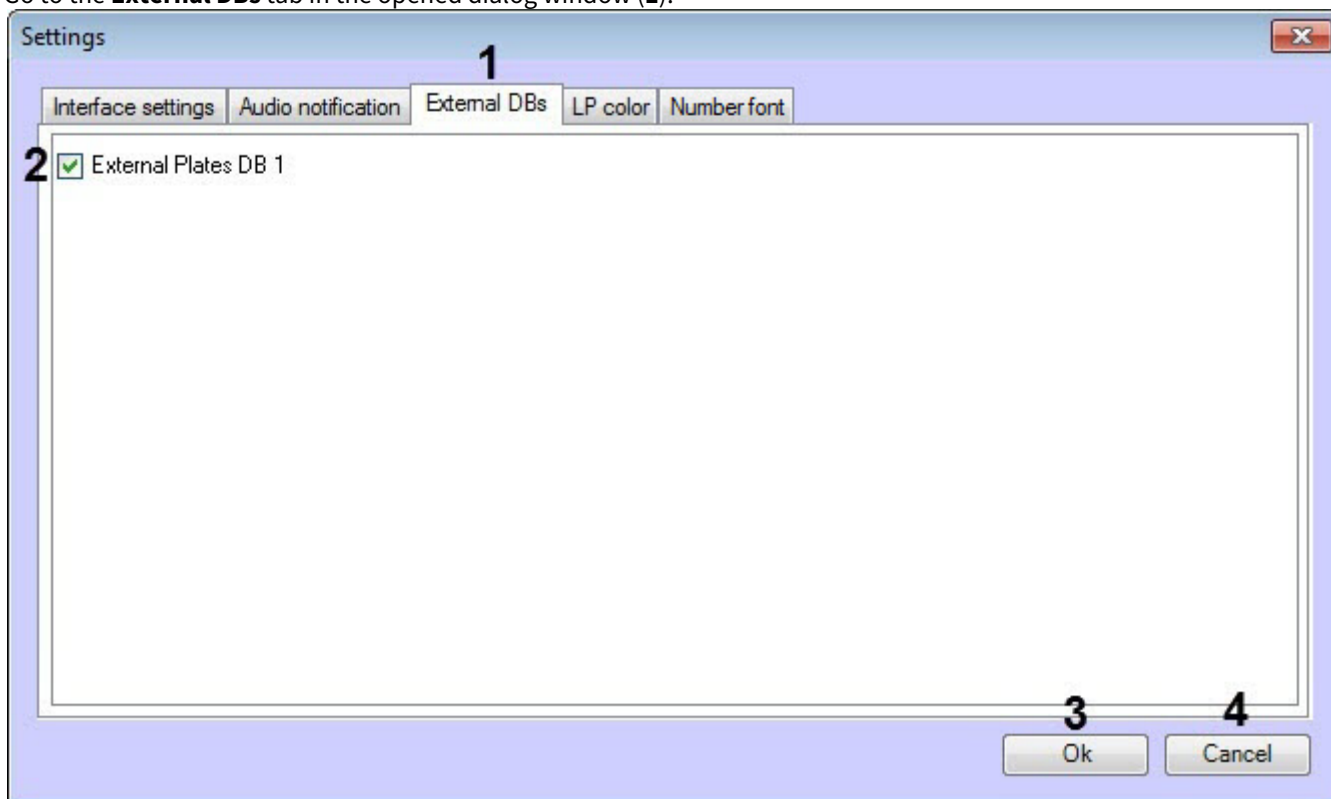 Go to the External DBs tab in the opened dialog window (1).
Settings
1
Interface settings Audio notification External DBs LP color Number font
2 External Plates DB 1
3 4
Ok Cancel